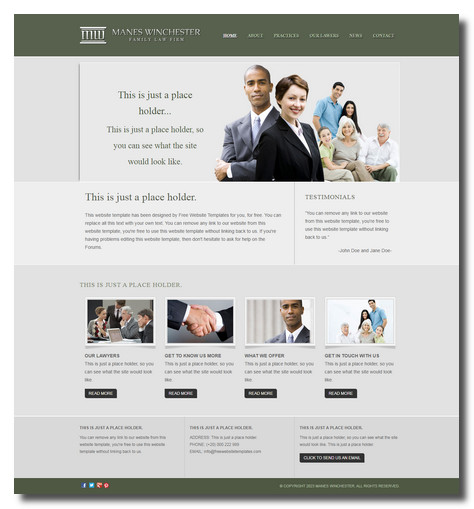 MANES WINCHESTER
FAMILY LAW FIRM
HOME ABOUT PRACTICES OUR LAWYERS NEWS CONTACT
This is just a place
holder...
This is just a place holder, so
you can see what the site
would look like.
This is just a place holder.
This website template has been designed by Free Website Templates for you, for free. You can
replace all this text with your own text. You can remove any link to our website from this
website template, you're free to use this website template without linking back to us. If you're
having problems editing this website template, then don't hesitate to ask for help on the
Forums.
TESTIMONIALS
"You can remove any link to our website
from this website template, you're free to
use this website template without linking
back to us."
-John Doe and Jane Doe-
THIS IS JUST A PLACE HOLDER.
OUR LAWYERS
This is just a place holder, so you
can see what the site would look
like.
READ MORE
GET TO KNOW US MORE
This is just a place holder, so you
can see what the site would look
like.
READ MORE
WHAT WE OFFER
This is just a place holder, so you
can see what the site would look
like.
READ MORE
GET IN TOUCH WITH US
This is just a place holder, so you
can see what the site would look
like.
READ MORE
THIS IS JUST A PLACE HOLDER.
You can remove any link to our website from this
website template, you're free to use this website
template without linking back to us.
THIS IS JUST A PLACE HOLDER.
ADDRESS: This is just a place holder.
PHONE: (+20) 000 222 999
EMAIL: info@freewebsitetemplates.com
THIS IS JUST A PLACE HOLDER.
This is just a place holder, so you can see what the site
would look like.
CLICK TO SEND US AN EMAIL
© COPYRIGHT 2023 MANES WINCHESTER. ALL RIGHTS RESERVED.